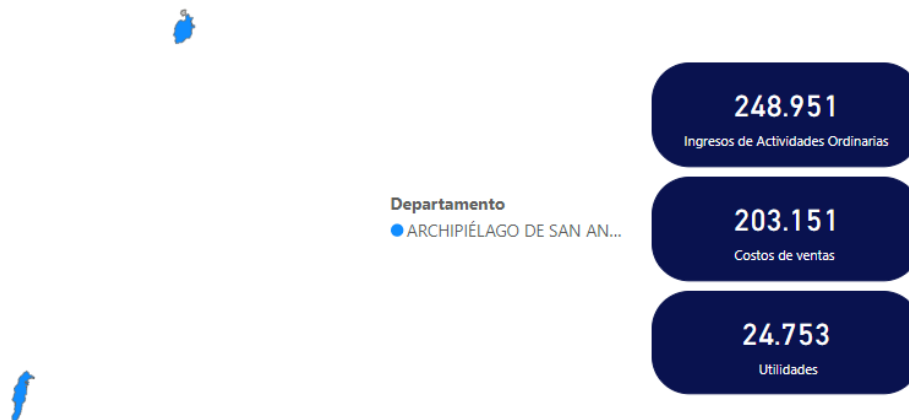 248.951
Ingresos de Actividades Ordinarias
Departamento
ARCHIPIÉLAGO DE SAN AN...
203.151
Costos de ventas
24.753
Utilidades